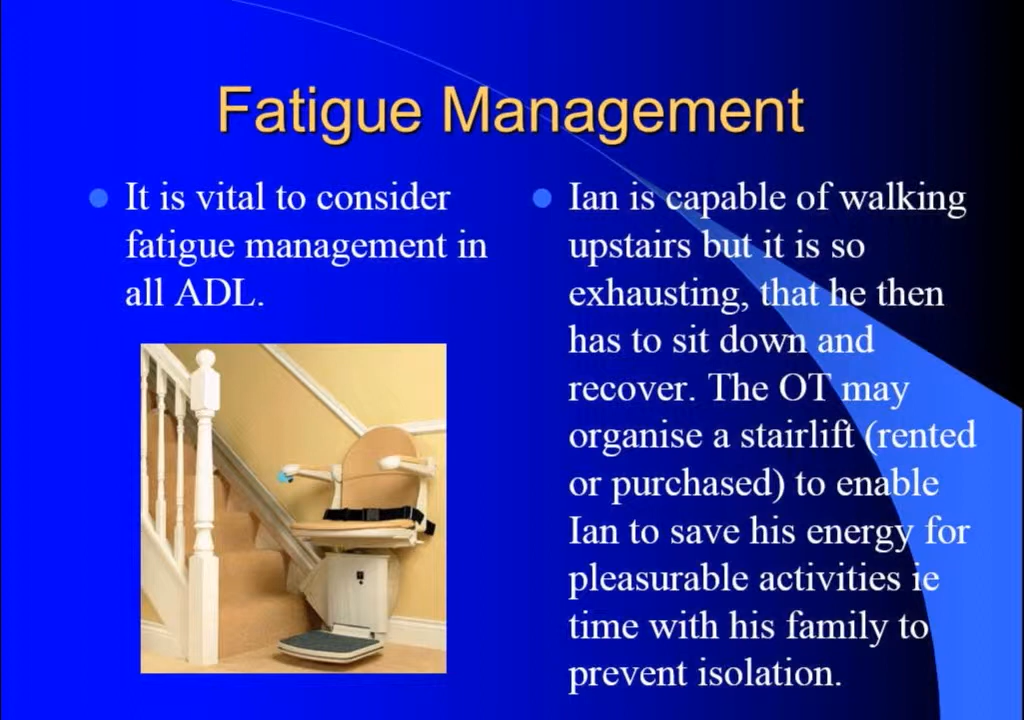 Fatigue Management
It is vital to consider
fatigue management in
all ADL.
Ian is capable of walking
upstairs but it is so
exhausting, that he then
has to sit down and
recover. The OT may
organise a stairlift (rented
or purchased) to enable
Ian to save his energy for
pleasurable activities ie
time with his family to
prevent isolation.